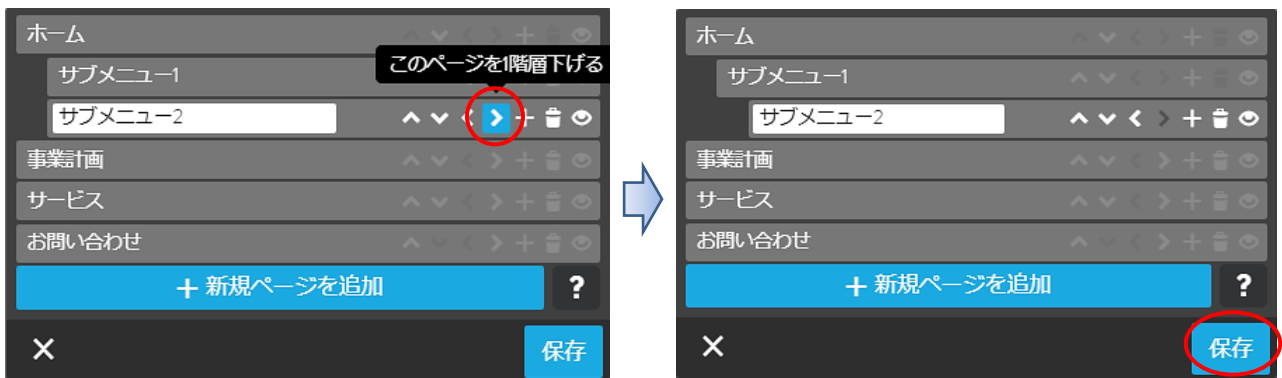 ホーム
このページを1階層下げる
サブメニュー1
サブメニュー2
事業計画
サービス
お問い合わせ
+ 新規ページを追加
?
保存
ホーム
サブメニュー1
サブメニュー2
事業計画
サービス
お問い合わせ
+ 新規ページを追加
?
保存